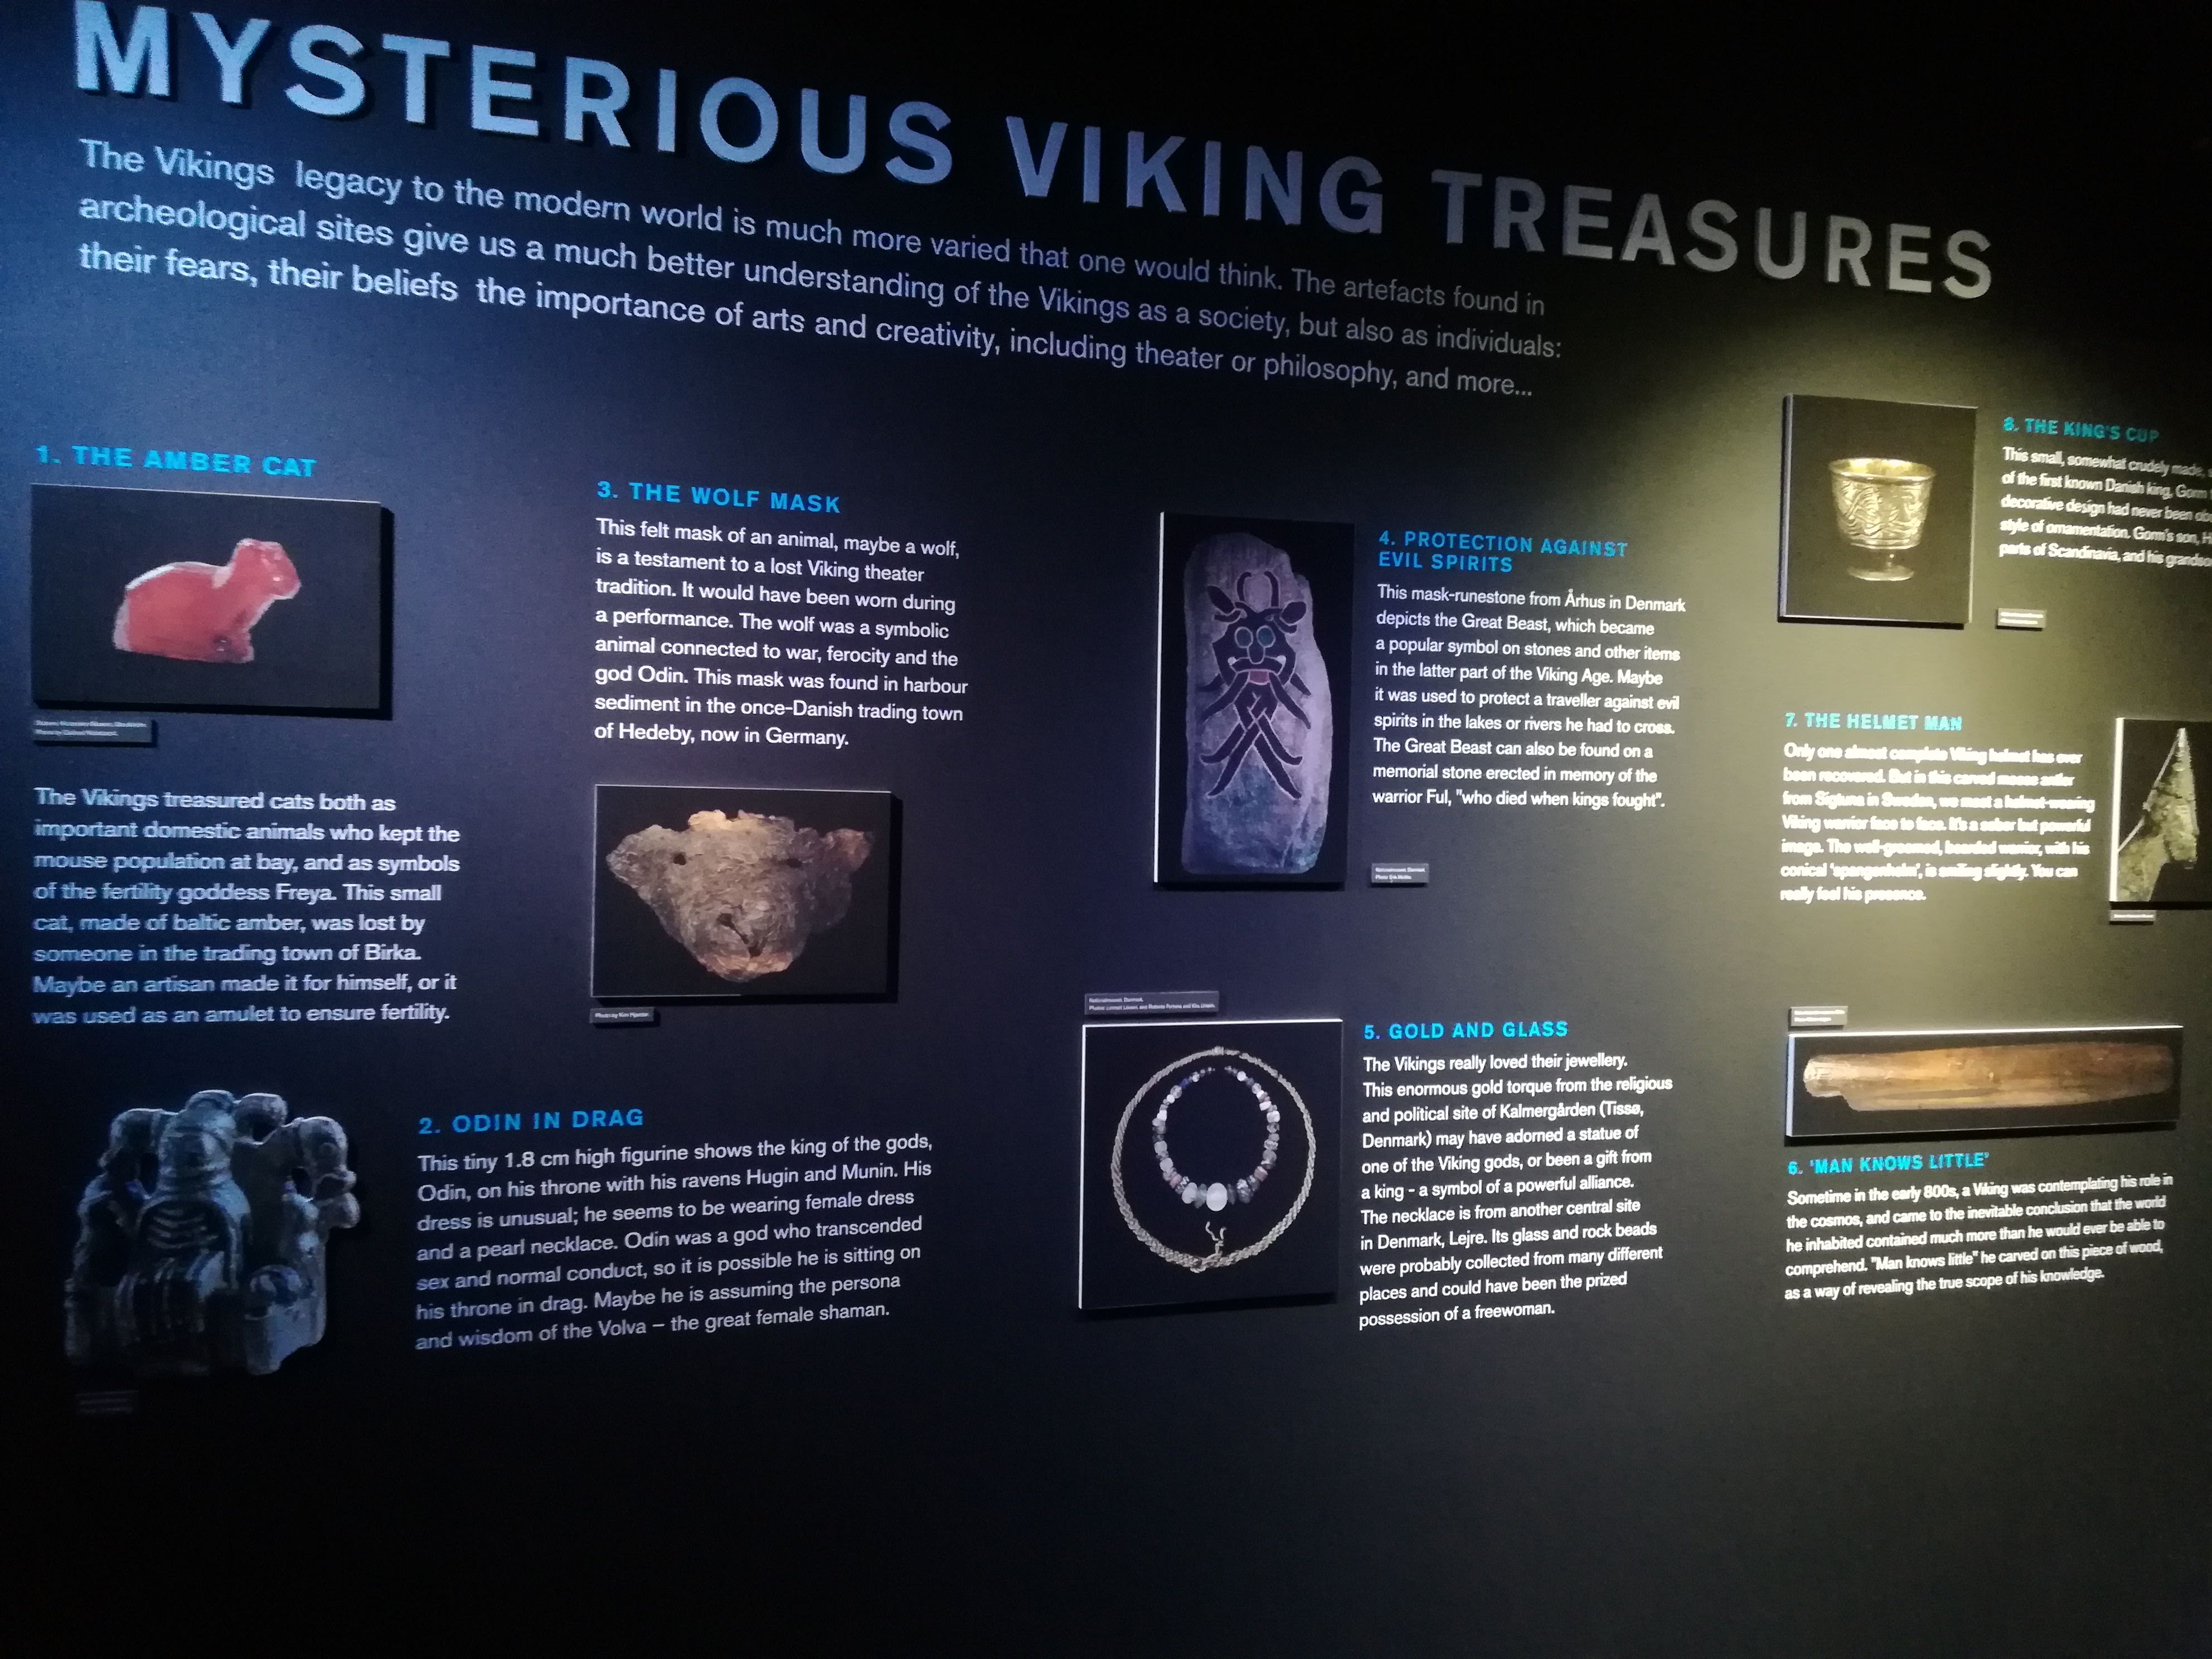 MYSTERIOUS VIKING TREASURES
The Vikings legacy to the modern world is much more varied that one would think. The artefacts found in
archeological sites give us a much better understanding of the Vikings as a society, but also as individuals:
their fears, their beliefs the importance of arts and creativity, including theater or philosophy, and more...
1. THE AMBER CAT
The Vikings treasured cats both as
important domestic animals who kept the
mouse population at bay, and as symbols
of the fertility goddess Freya. This small
cat, made of baltic amber, was lost by
someone in the trading town of Birka.
Maybe an artisan made it for himself, or it
was used as an amulet to ensure fertility.
2. ODIN IN DRAG
This tiny 1.8 cm high figurine shows the king of the gods,
Odin, on his throne with his ravens Hugin and Munin. His
dress is unusual; he seems to be wearing female dress
and a pearl necklace. Odin was a god who transcended
sex and normal conduct, so it is possible he is sitting on
his throne in drag. Maybe he is assuming the persona
and wisdom of the Volva – the great female shaman.
3. THE WOLF MASK
This felt mask of an animal, maybe a wolf,
is a testament to a lost Viking theater
tradition. It would have been worn during
a performance. The wolf was a symbolic
animal connected to war, ferocity and the
god Odin. This mask was found in harbour
sediment in the once-Danish trading town
of Hedeby, now in Germany.
4. PROTECTION AGAINST
EVIL SPIRITS
This mask-runestone from Århus in Denmark
depicts the Great Beast, which became
a popular symbol on stones and other items
in the latter part of the Viking Age. Maybe
it was used to protect a traveller against evil
spirits in the lakes or rivers he had to cross.
The Great Beast can also be found on a
memorial stone erected in memory of the
warrior Ful, "who died when kings fought".
5. GOLD AND GLASS
The Vikings really loved their jewellery.
This enormous gold torque from the religious
and political site of Kalmergården (Tissø,
Denmark) may have adorned a statue of
one of the Viking gods, or been a gift from
a king - a symbol of a powerful alliance.
The necklace is from another central site
in Denmark, Lejre. Its glass and rock beads
were probably collected from many different
places and could have been the prized
possession of a freewoman.
6. 'MAN KNOWS LITTLE'
Sometime in the early 800s, a Viking was contemplating his role in
the cosmos, and came to the inevitable conclusion that the world
he inhabited contained much more than he would ever be able to
comprehend. "Man knows little" he carved on this piece of wood,
as a way of revealing the true scope of his knowledge.
7. THE HELMET MAN
Only one almost complete Viking helmet has ever
been recovered. But in this carved moose antler
from Sigtuna in Sweden, we meet a helmet-wearing
Viking warrior face to face. It's a sober but powerful
image. The well-groomed, bearded warrior, with his
conical 'spangenhelm', is smiling slightly. You can
really feel his presence.
8. THE KING'S CUP
This small, somewhat crudely made,
of the first known Danish king, Gorm
decorative design had never been
style of ornamentation. Gorm's son,
parts of Scandinavia, and his